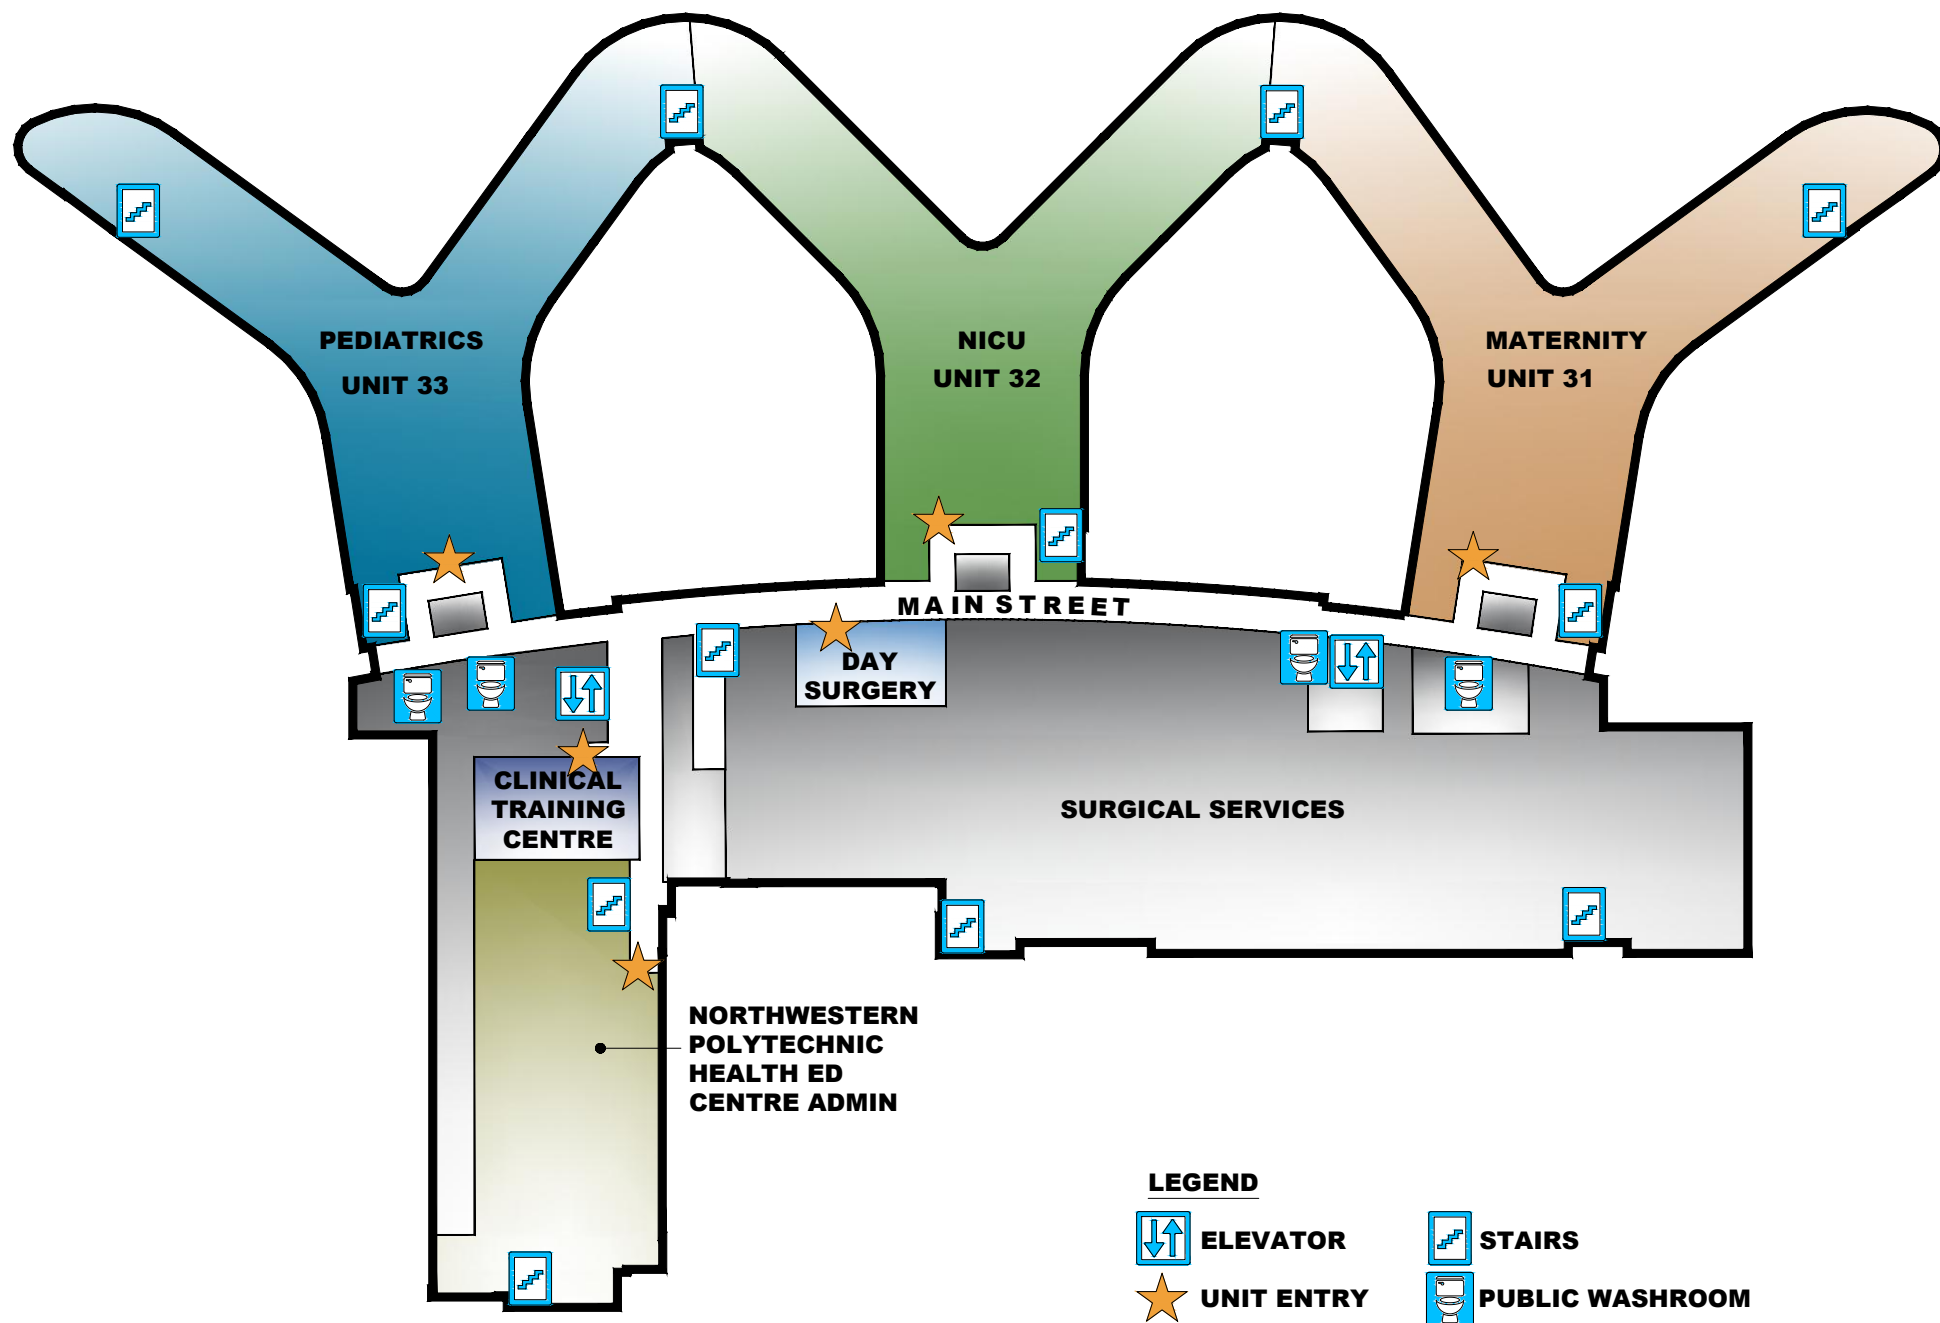 PEDIATRICS
UNIT 33
NICU
UNIT 32
MATERNITY
UNIT 31
MAIN STREET
DAY
SURGERY
CLINICAL
TRAINING
CENTRE
SURGICAL SERVICES
NORTHWESTERN
POLYTECHNIC
HEALTH ED
CENTRE ADMIN
LEGEND
ELEVATOR
STAIRS
UNIT ENTRY
PUBLIC WASHROOM